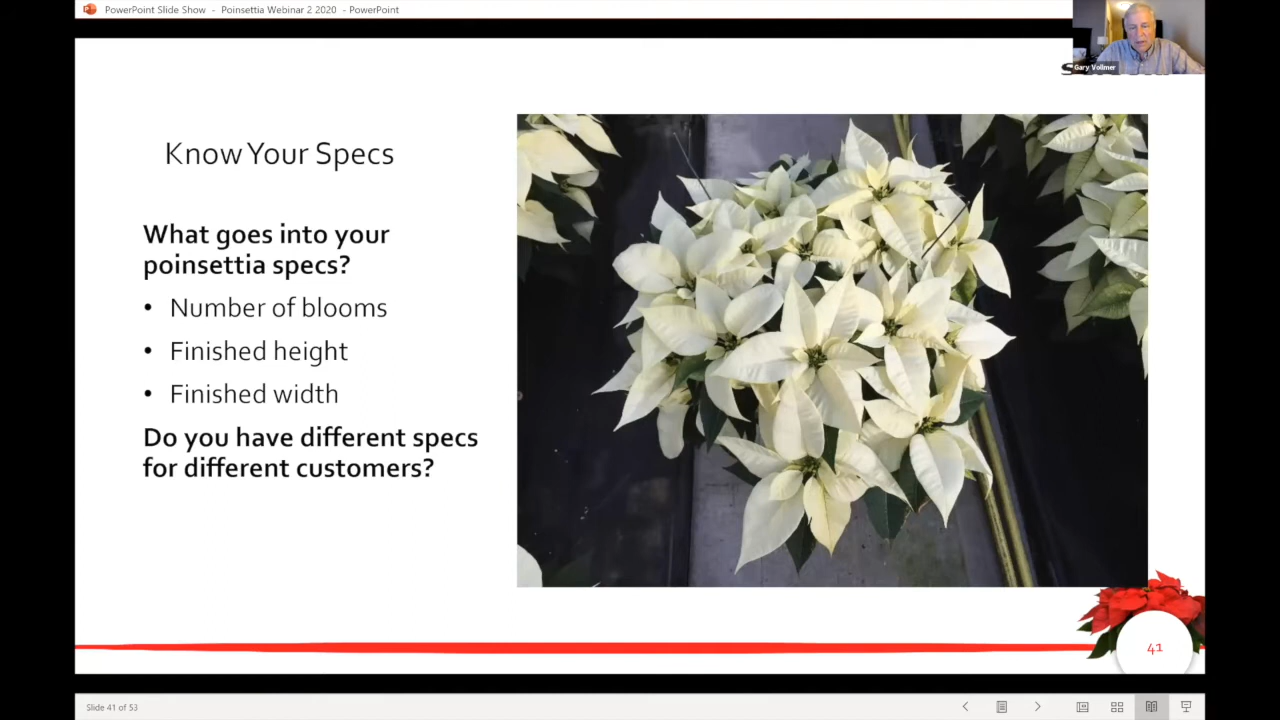 PowerPoint Slide Show - Poinsettia Webinar 2 2020 - PowerPoint
Gary Vollmer
Know Your Specs
What goes into your
poinsettia specs?
• Number of blooms
• Finished height
• Finished width
Do you have different specs
for different customers?
41
Slide 41 of 53